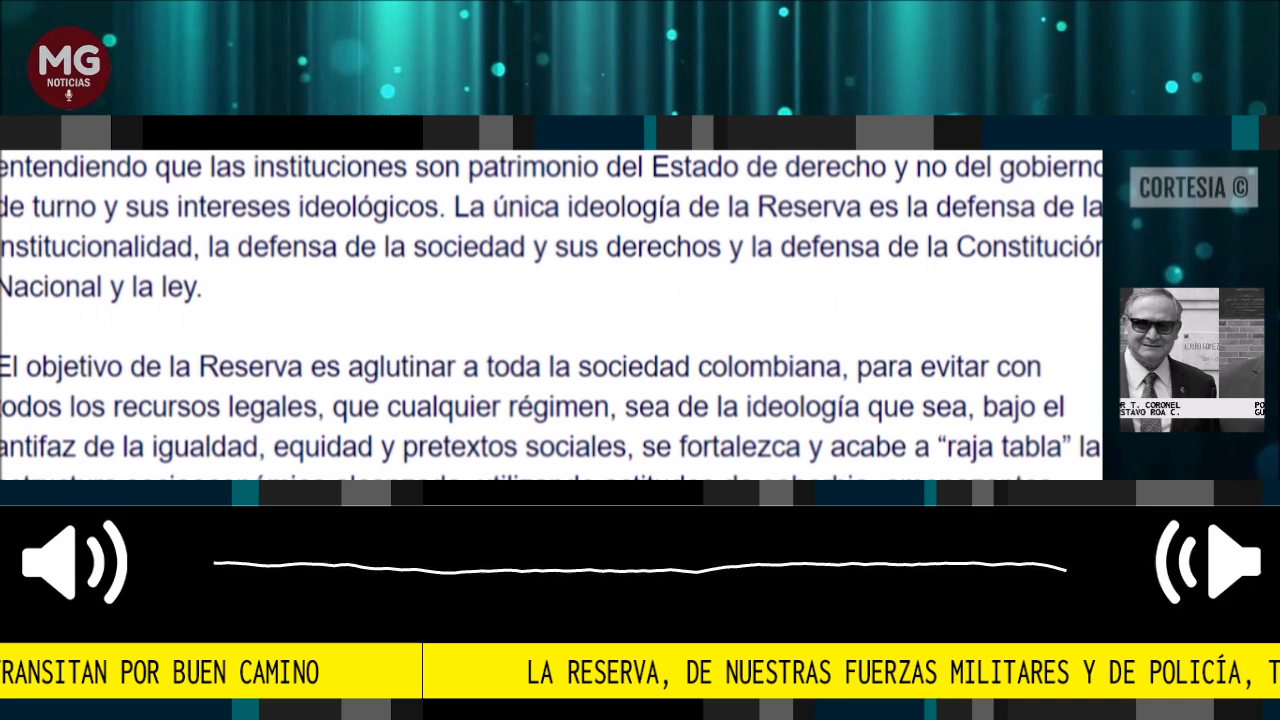 MG
NOTICIAS
entendiendo que las instituciones son patrimonio del Estado de derecho y no del gobierno
de turno y sus intereses ideológicos. La única ideología de la Reserva es la defensa de la
institucionalidad, la defensa de la sociedad y sus derechos y la defensa de la Constitución
Nacional y la ley.
El objetivo de la Reserva es aglutinar a toda la sociedad colombiana, para evitar con
todos los recursos legales, que cualquier régimen, sea de la ideología que sea, bajo el
antifaz de la igualdad, equidad y pretextos sociales, se fortalezca y acabe a “raja tabla” la
CORTESIA ©
R T. CORONEL
STAVO ROA C.
PO
GU
TRANSITAN POR BUEN CAMINO
LA RESERVA, DE NUESTRAS FUERZAS MILITARES Y DE POLICÍA, T